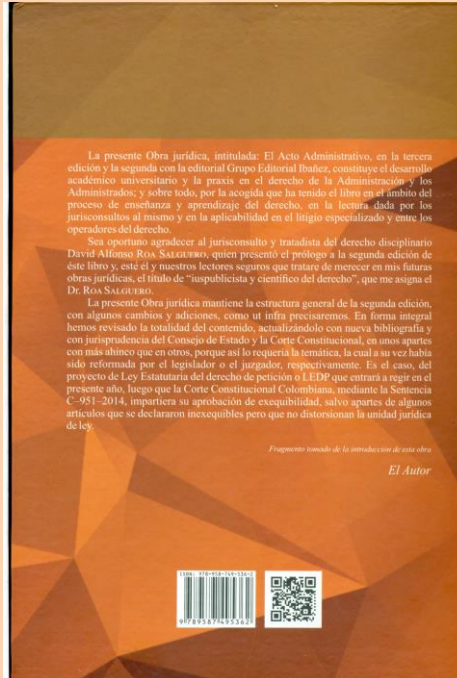 La presente Obra jurídica, intitulada: El Acto Administrativo, en la tercera
edición y la segunda con la editorial Grupo Editorial Ibañez, constituye el desarrollo
académico universitario y la praxis en el derecho de la Administración y los
Administrados; y sobre todo, por la acogida que ha tenido el libro en el ámbito del
proceso de enseñanza y aprendizaje del derecho, en la lectura dada por los
jurisconsultos al mismo y en la aplicabilidad en el litigio especializado y entre los
operadores del derecho.
Sea oportuno agradecer al jurisconsulto y tratadista del derecho disciplinario
David Alfonso ROA SALGUERO, quien presentó el prólogo a la segunda edición de
éste libro y, esté él y nuestros lectores seguros que tratare de merecer en mis futuras
obras jurídicas, el título de “iuspublicista y científico del derecho”, que me asigna el
Dr. ROA SALGUERO.
La presente Obra jurídica mantiene la estructura general de la segunda edición,
con algunos cambios y adiciones, como ut infra precisaremos. En forma integral
hemos revisado la totalidad del contenido, actualizándolo con nueva bibliografía y
con jurisprudencia del Consejo de Estado y la Corte Constitucional, en unos apartes
con más ahínco que en otros, porque así lo requería la temática, la cual a su vez había
sido reformada por el legislador o el juzgador, respectivamente. Es el caso, del
proyecto de Ley Estatutaria del derecho de petición o LEDP que entrará a regir en el
presente año, luego que la Corte Constitucional Colombiana, mediante la Sentencia
C–951–2014, impartiera su aprobación de exequibilidad, salvo apartes de algunos
artículos que se declararon inexequibles pero que no distorsionan la unidad jurídica
de ley.
Fragmento tomado de la introducción de esta obra
El Autor
ISBN: 978-958-749-536-2
9789587495362